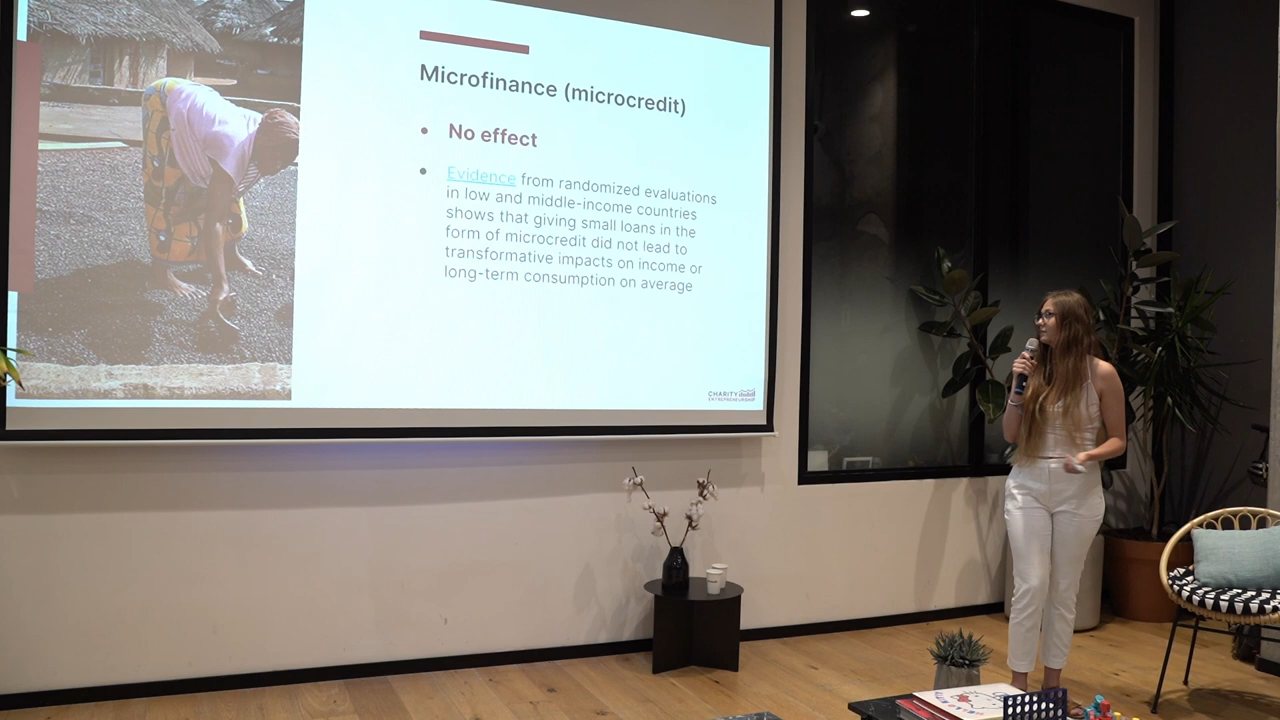 Microfinance (microcredit)
• No effect
• Evidence from randomized evaluations
in low and middle-income countries
shows that giving small loans in the
form of microcredit did not lead to
transformative impacts on income or
long-term consumption on average
CHARITY
ENTREPRENEURSHIP